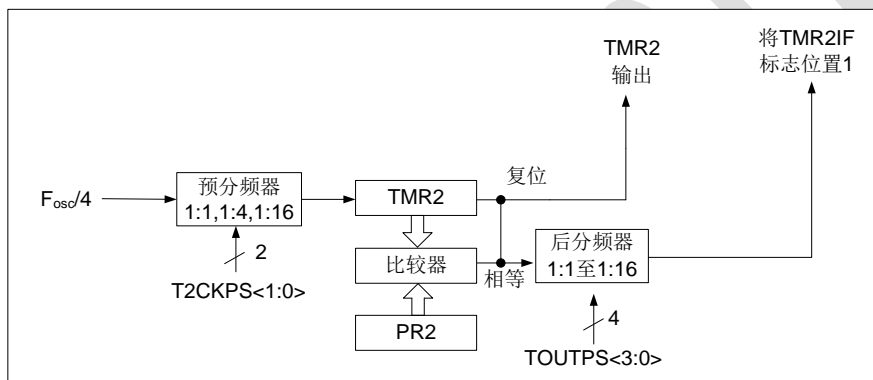 TMR2
输出
将TMR2IF
标志位置1
F_osc/4
预分频器
1:1,1:4,1:16
TMR2
复位
2
T2CKPS<1:0>
比较器
相等
后分频器
1:1至1:16
PR2
4
TOUTPS<3:0>